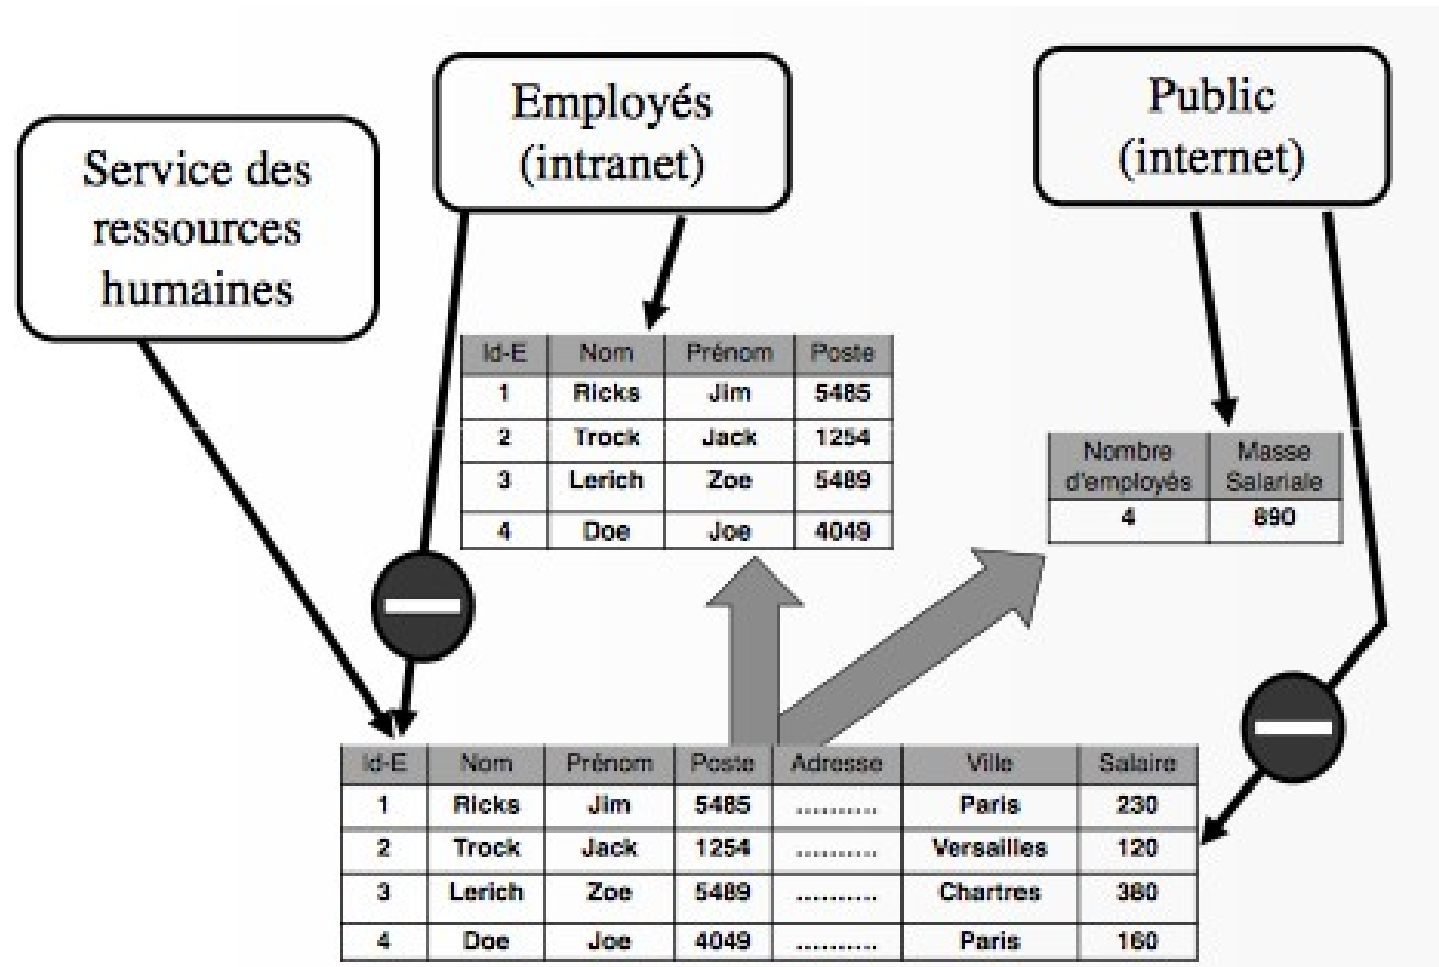 Service des
ressources
humaines
Employés
(intranet)
Public
(internet)
Id-E Nom Prénom Poste
1 Ricks Jim 5485
2 Trock Jack 1254
3 Lerich Zoe 5489
4 Doe Joe 4049
Nombre d'employés Masse Salariale
4 890
Id-E Nom Prénom Poste Adresse Ville Salaire
1 Ricks Jim 5485 .......... Paris 230
2 Trock Jack 1254 .......... Versailles 120
3 Lerich Zoe 5489 .......... Chartres 380
4 Doe Joe 4049 .......... Paris 160